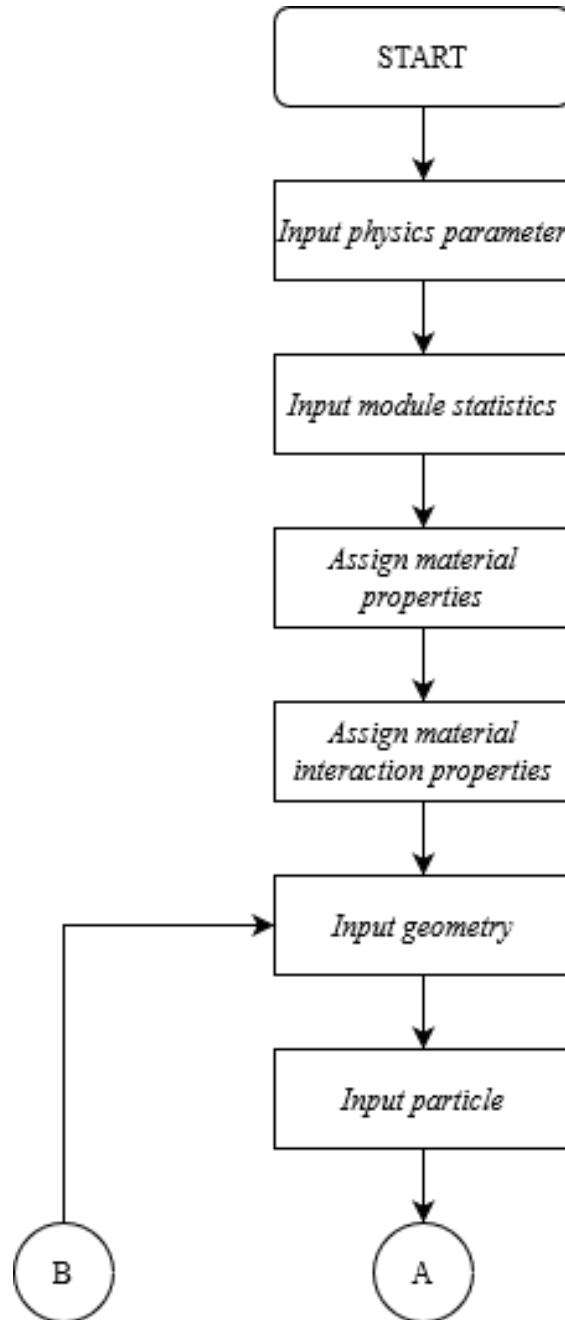 START
Input physics parameter
Input module statistics
Assign material
properties
Assign material
interaction properties
Input geometry
Input particle
B
A